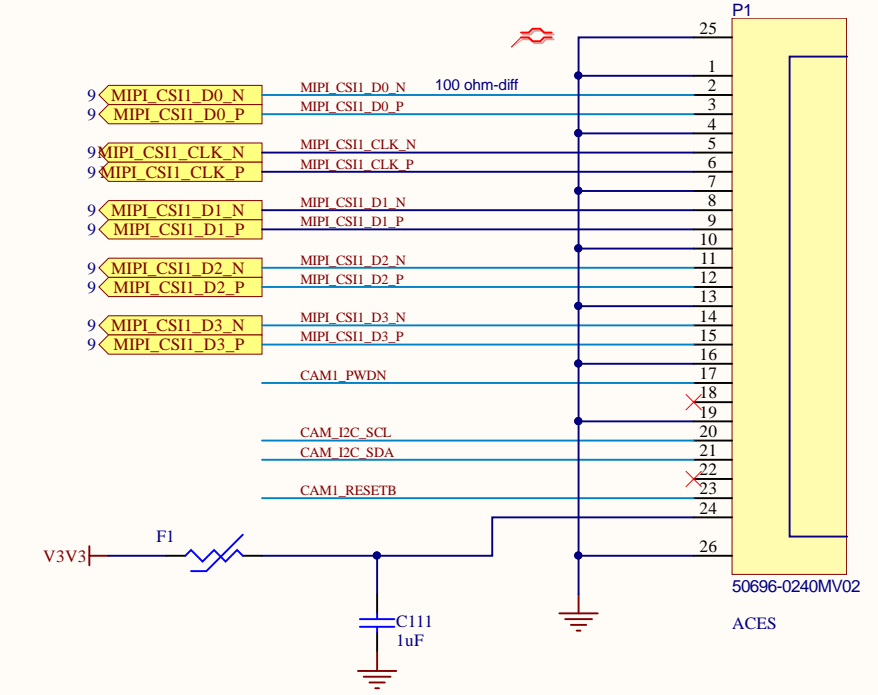 P1
25
1
9 MIPI_CSI1_D0_N MIPI_CSI1_D0_N 100 ohm-diff 2
9 MIPI_CSI1_D0_P MIPI_CSI1_D0_P 3
4
9 MIPI_CSI1_CLK_N MIPI_CSI1_CLK_N 5
9 MIPI_CSI1_CLK_P MIPI_CSI1_CLK_P 6
7
9 MIPI_CSI1_D1_N MIPI_CSI1_D1_N 8
9 MIPI_CSI1_D1_P MIPI_CSI1_D1_P 9
10
9 MIPI_CSI1_D2_N MIPI_CSI1_D2_N 11
9 MIPI_CSI1_D2_P MIPI_CSI1_D2_P 12
13
9 MIPI_CSI1_D3_N MIPI_CSI1_D3_N 14
9 MIPI_CSI1_D3_P MIPI_CSI1_D3_P 15
16
CAM1_PWDN 17
18
19
CAM_I2C_SCL 20
CAM_I2C_SDA 21
22
CAM1_RESETB 23
24
F1
V3V3 26
50696-0240MV02
C111 ACES
1uF